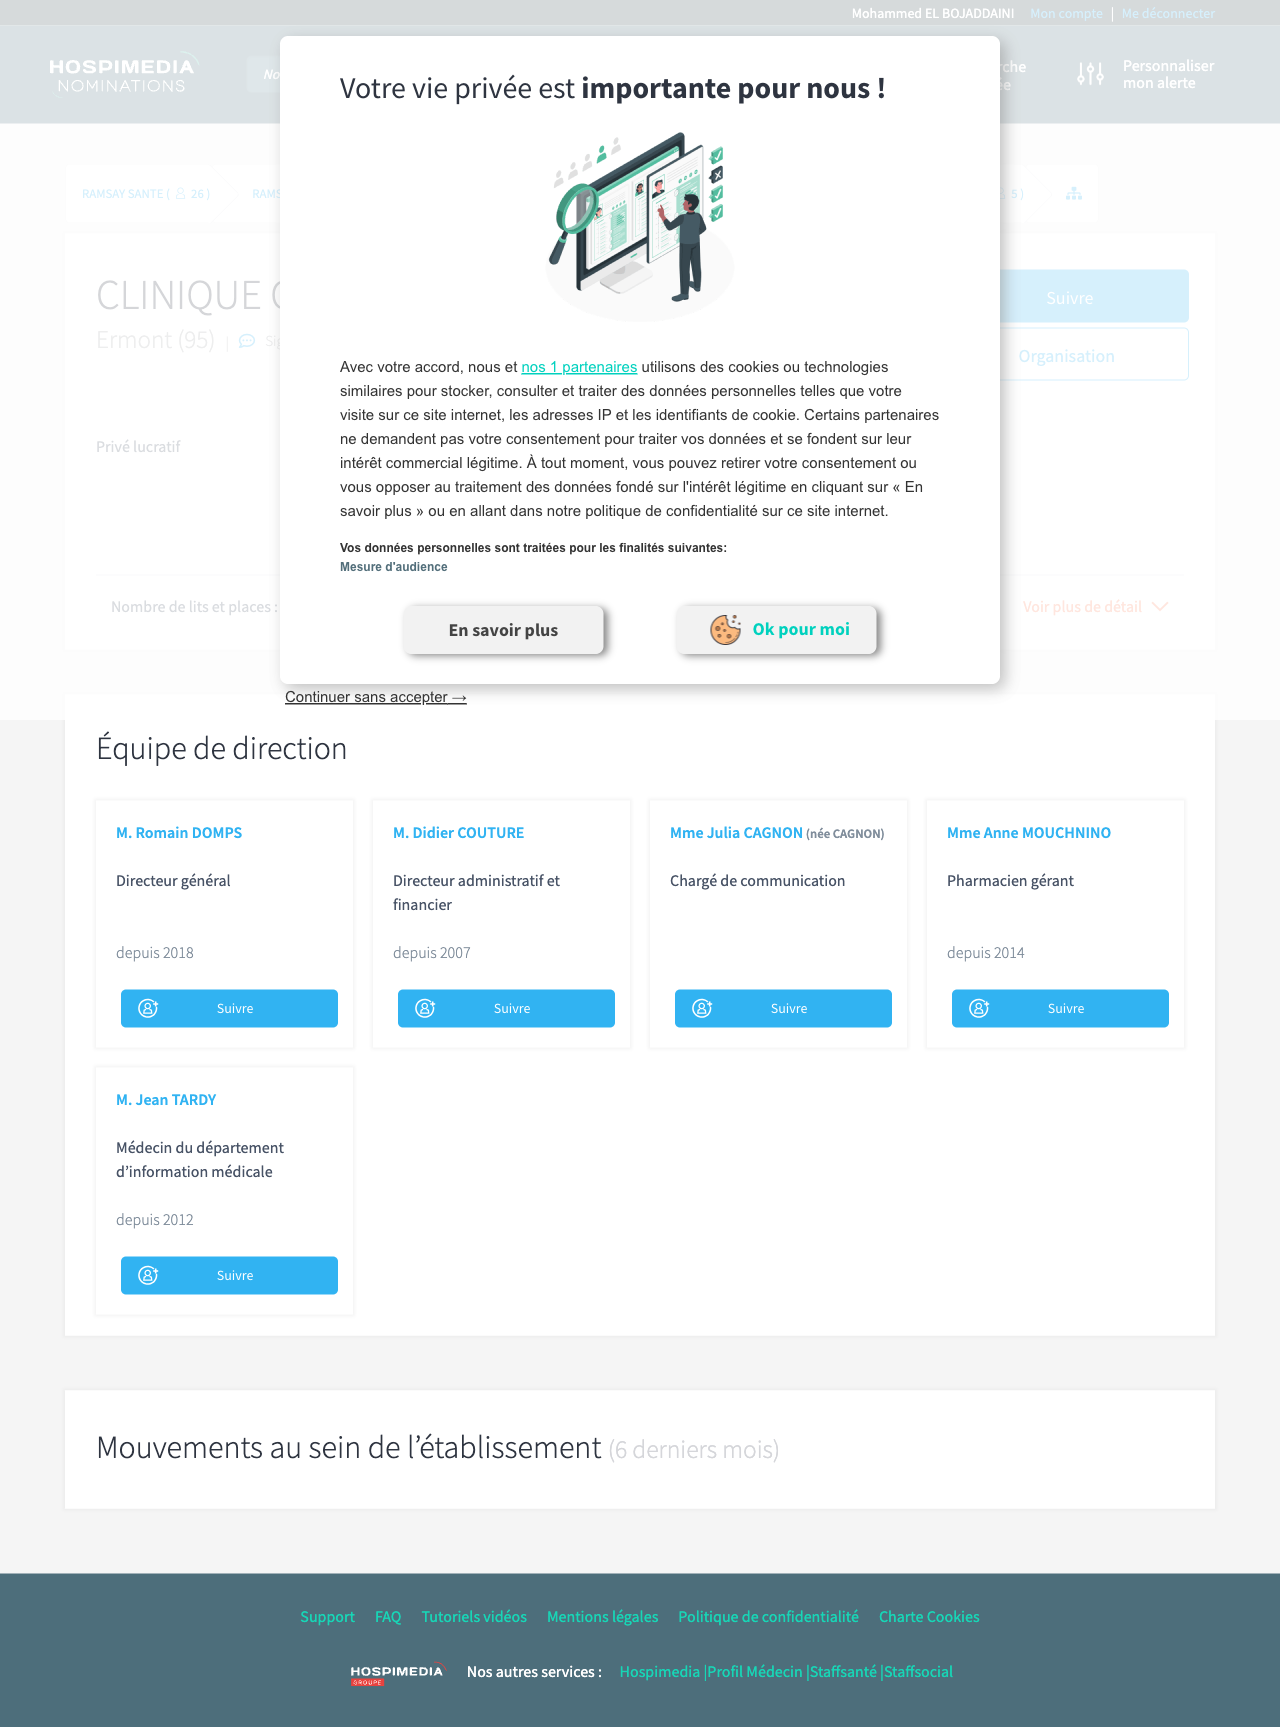 Mohammed EL BOJADDAINI Mon compte | Me déconnecter
HOSPIMEDIA
NOMINATIONS
Personnaliser
mon alerte
RAMSAY SANTE ( 26 )
5 )
CLINIQUE
Ermont (95) |
Suivre
Organisation
Privé lucratif
Nombre de lits et places :
Voir plus de détail
Votre vie privée est importante pour nous !
Avec votre accord, nous et nos 1 partenaires utilisons des cookies ou technologies
similaires pour stocker, consulter et traiter des données personnelles telles que votre
visite sur ce site internet, les adresses IP et les identifiants de cookie. Certains partenaires
ne demandent pas votre consentement pour traiter vos données et se fondent sur leur
intérêt commercial légitime. À tout moment, vous pouvez retirer votre consentement ou
vous opposer au traitement des données fondé sur l'intérêt légitime en cliquant sur « En
savoir plus » ou en allant dans notre politique de confidentialité sur ce site internet.
Vos données personnelles sont traitées pour les finalités suivantes:
Mesure d'audience
En savoir plus
Ok pour moi
Continuer sans accepter →
Équipe de direction
M. Romain DOMPS
Directeur général
depuis 2018
Suivre
M. Didier COUTURE
Directeur administratif et
financier
depuis 2007
Suivre
Mme Julia CAGNON (née CAGNON)
Chargé de communication
Suivre
Mme Anne MOUCHNINO
Pharmacien gérant
depuis 2014
Suivre
M. Jean TARDY
Médecin du département
d’information médicale
depuis 2012
Suivre
Mouvements au sein de l’établissement (6 derniers mois)
Support FAQ Tutoriels vidéos Mentions légales Politique de confidentialité Charte Cookies
HOSPIMEDIA
GROUPE
Nos autres services : Hospimedia |Profil Médecin |Staffsanté |Staffsocial